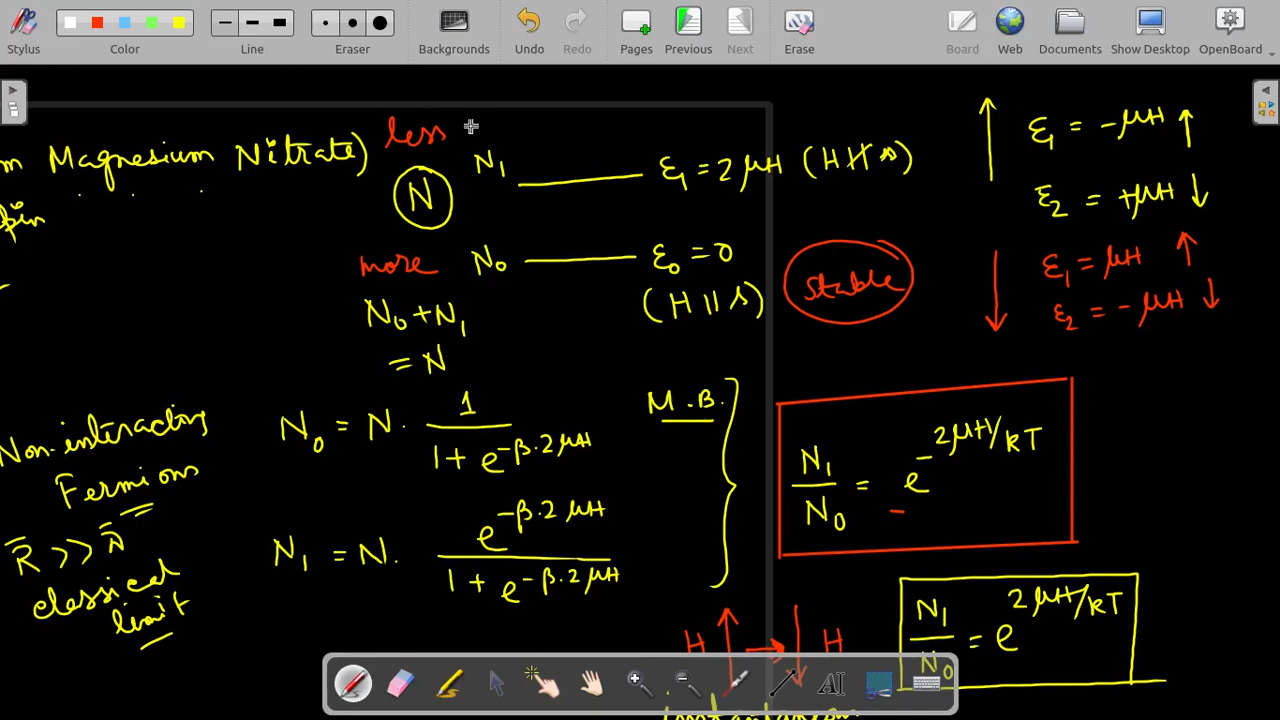 Stylus
Color
Line
Eraser
Backgrounds
Undo
Redo
Pages
Previous
Next
Erase
Board
Web
Documents
Show Desktop
OpenBoard
m Magnesium Nitrate)
pin
less
N₁ ε₁ = 2μH (H ∦ s)
N
more N₀ ε₀ = 0
(H || s)
N₀ + N₁
= N
stable
ε₁ = -μH ↑
ε₂ = +μH ↓
ε₁ = μH ↑
ε₂ = -μH ↓
Non-interacting
Fermions
R̄ >>
classical
limit
N₀ = N · 1 / (1 + e^(-β·2μH))
M.B.
N₁ = N · e^(-β·2μH) / (1 + e^(-β·2μH))
N₁/N₀ = e^(-2μH/kT)
N₁/N₀ = e^(2μH/kT)
H ↑ → ↓ H
instantaneou